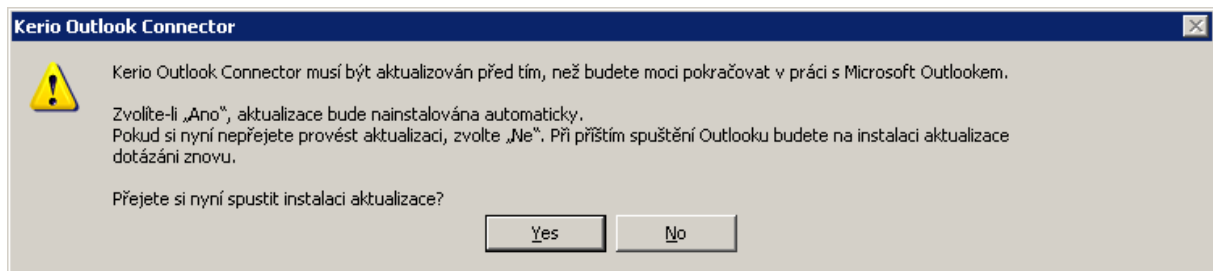 Kerio Outlook Connector
Kerio Outlook Connector musí být aktualizován před tím, než budete moci pokračovat v práci s Microsoft Outlookem.
Zvolíte-li „Ano“, aktualizace bude nainstalována automaticky.
Pokud si nyní nepřejete provést aktualizaci, zvolte „Ne“. Při příštím spuštění Outlooku budete na instalaci aktualizace
dotázáni znovu.
Přejete si nyní spustit instalaci aktualizace?
Yes No